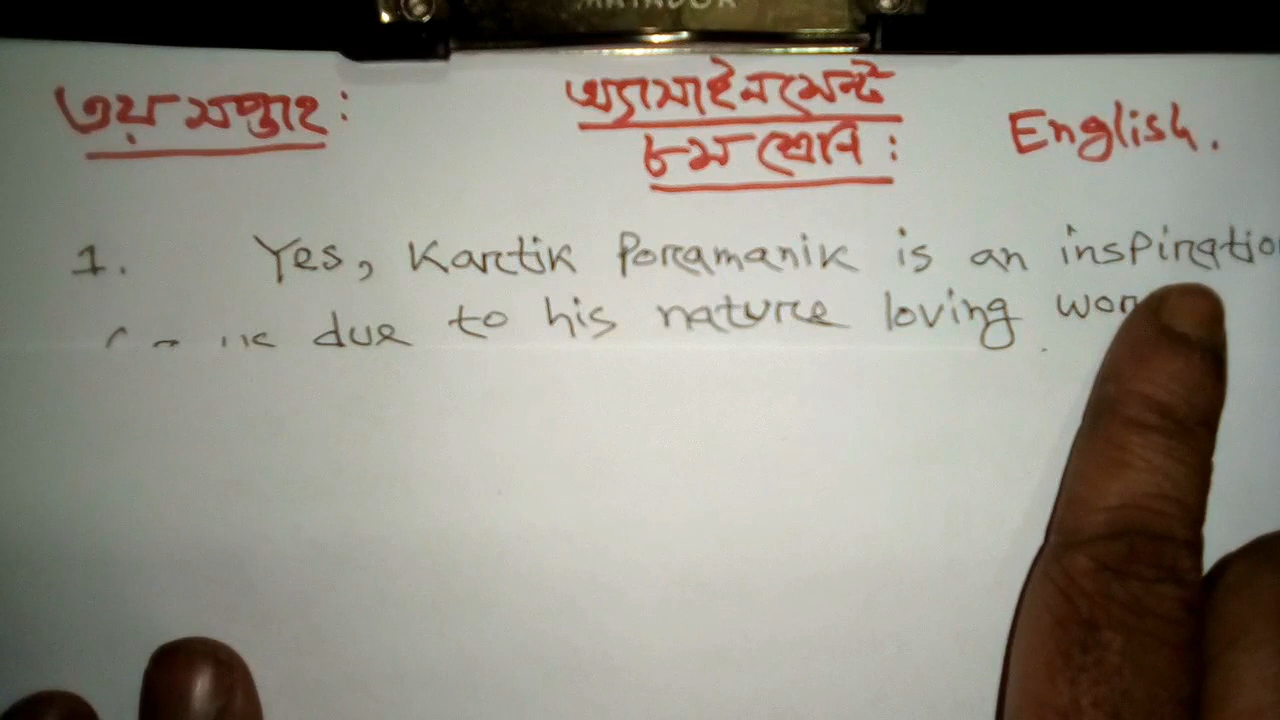 ৩য় সপ্তাহ :
অ্যাসাইনমেন্ট
৮ম শ্রেণি :
English.
1. Yes, Kartik Poramanik is an
due to his nature loving